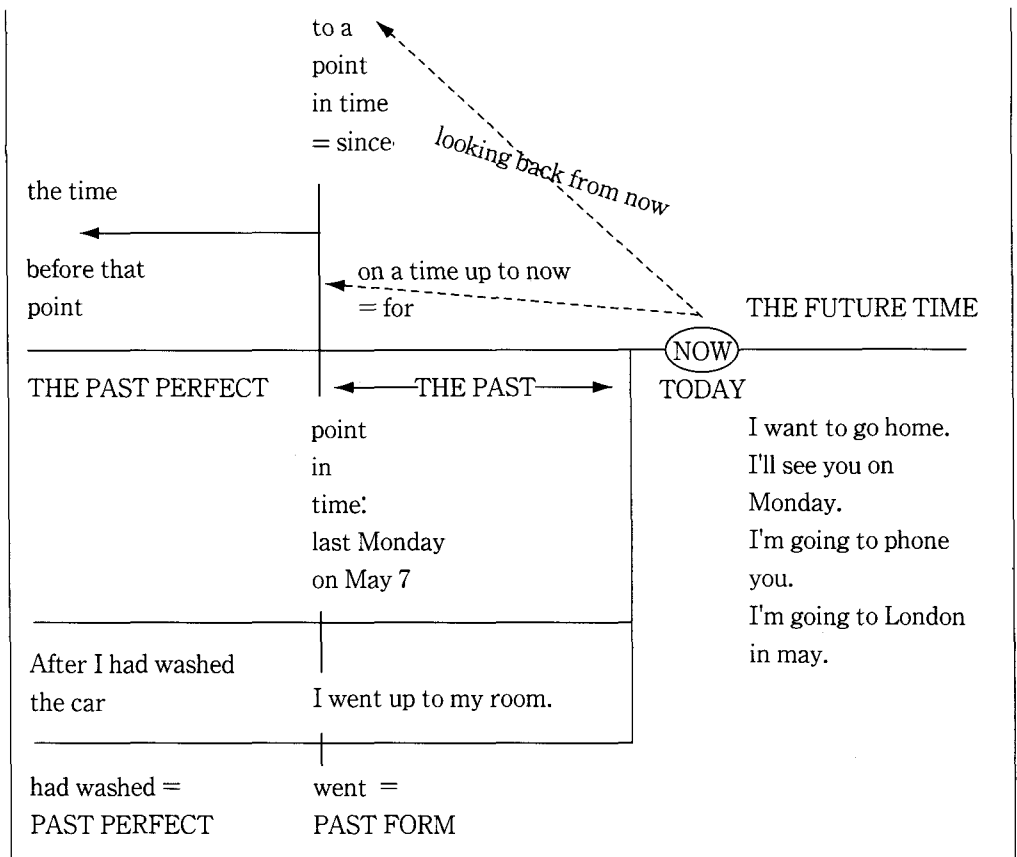 to a
point
in time
= since
looking back from now
the time
before that
point
on a time up to now
= for
THE FUTURE TIME
NOW
THE PAST PERFECT
THE PAST
TODAY
point
in
time:
last Monday
on May 7
I want to go home.
I'll see you on
Monday.
I'm going to phone
you.
I'm going to London
in may.
After I had washed
the car
I went up to my room.
had washed =
PAST PERFECT
went =
PAST FORM